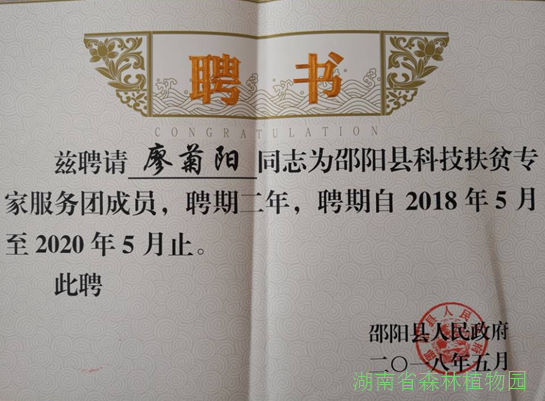 聘书
CONGRATULATION
兹聘请 廖菊阳 同志为邵阳县科技扶贫专
家服务团成员，聘期二年，聘期自2018年5月
至2020年5月止。
此聘
邵阳县人民政府
二〇一八年五月
湖南省森林植物园